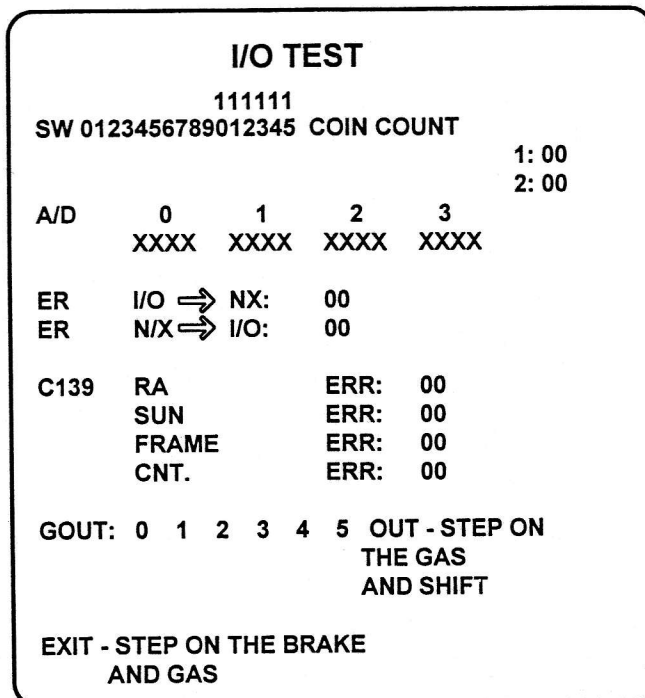 I/O TEST
111111
SW 0123456789012345 COIN COUNT
1: 00
2: 00
A/D 0 1 2 3
XXXX XXXX XXXX XXXX
ER I/O ⇒ NX: 00
ER N/X ⇒ I/O: 00
C139 RA ERR: 00
SUN ERR: 00
FRAME ERR: 00
CNT. ERR: 00
GOUT: 0 1 2 3 4 5 OUT - STEP ON
THE GAS
AND SHIFT
EXIT - STEP ON THE BRAKE
AND GAS